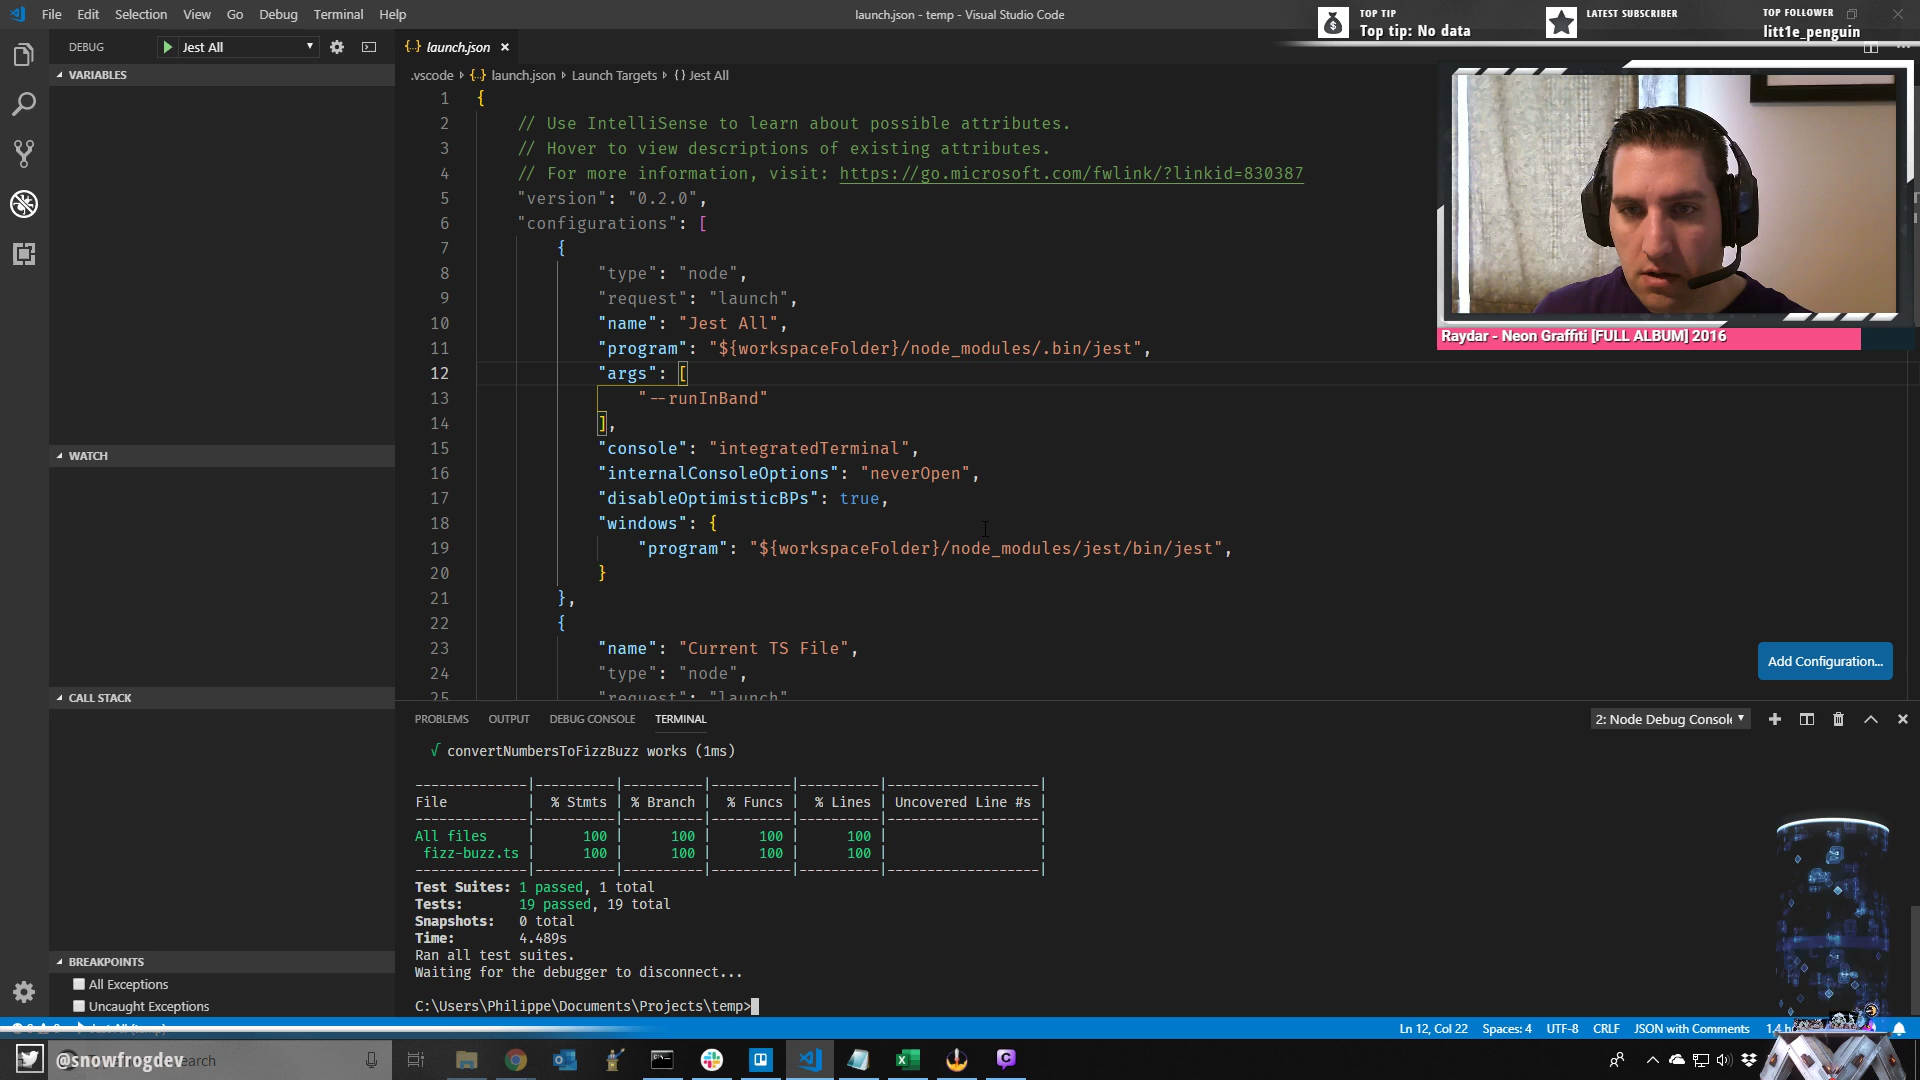 File Edit Selection View Go Debug Terminal Help
launch.json - temp - Visual Studio Code
TOP TIP
Top tip: No data
LATEST SUBSCRIBER
TOP FOLLOWER
litt1e_penguin
DEBUG
Jest All
launch.json
.vscode launch.json Launch Targets {} Jest All
VARIABLES
WATCH
CALL STACK
BREAKPOINTS
All Exceptions
Uncaught Exceptions
1 {
2 // Use IntelliSense to learn about possible attributes.
3 // Hover to view descriptions of existing attributes.
4 // For more information, visit: https://go.microsoft.com/fwlink/?linkid=830387
5 "version": "0.2.0",
6 "configurations": [
7 {
8 "type": "node",
9 "request": "launch",
10 "name": "Jest All",
11 "program": "${workspaceFolder}/node_modules/.bin/jest",
12 "args": [
13 "--runInBand"
14 ],
15 "console": "integratedTerminal",
16 "internalConsoleOptions": "neverOpen",
17 "disableOptimisticBPs": true,
18 "windows": {
19 "program": "${workspaceFolder}/node_modules/jest/bin/jest",
20 }
21 },
22 {
23 "name": "Current TS File",
24 "type": "node",
25 "request": "launch"
Raydar - Neon Graffiti [FULL ALBUM] 2016
Add Configuration...
PROBLEMS OUTPUT DEBUG CONSOLE TERMINAL
2: Node Debug Consol
√ convertNumbersToFizzBuzz works (1ms)
--------------|----------|----------|----------|----------|-------------------|
File | % Stmts | % Branch | % Funcs | % Lines | Uncovered Line #s |
--------------|----------|----------|----------|----------|-------------------|
All files | 100 | 100 | 100 | 100 | |
fizz-buzz.ts | 100 | 100 | 100 | 100 | |
--------------|----------|----------|----------|----------|-------------------|
Test Suites: 1 passed, 1 total
Tests: 19 passed, 19 total
Snapshots: 0 total
Time: 4.489s
Ran all test suites.
Waiting for the debugger to disconnect...
C:\Users\Philippe\Documents\Projects\temp>
Ln 12, Col 22 Spaces: 4 UTF-8 CRLF JSON with Comments
@snowfrogdev